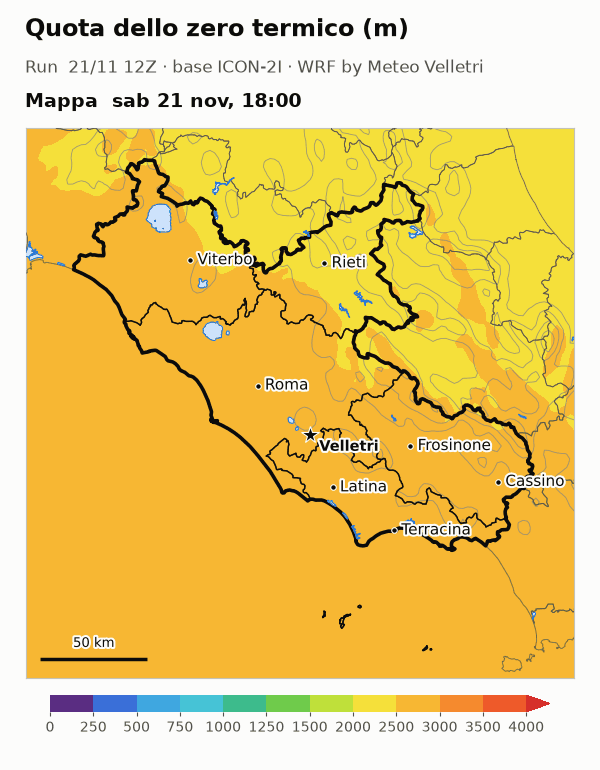 Quota dello zero termico (m)
Run  21/11 12Z · base ICON-2I · WRF by Meteo Velletri
Mappa  sab 21 nov, 18:00
Viterbo
Rieti
Roma
Velletri
Frosinone
Cassino
Latina
Terracina
50 km
0 250 500 750 1000 1250 1500 2000 2500 3000 3500 4000